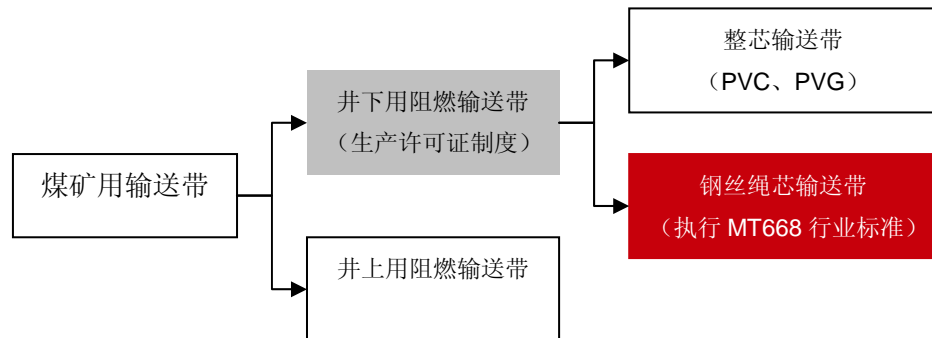 整芯输送带
（PVC、PVG）
井下用阻燃输送带
（生产许可证制度）
煤矿用输送带
钢丝绳芯输送带
（执行 MT668 行业标准）
井上用阻燃输送带